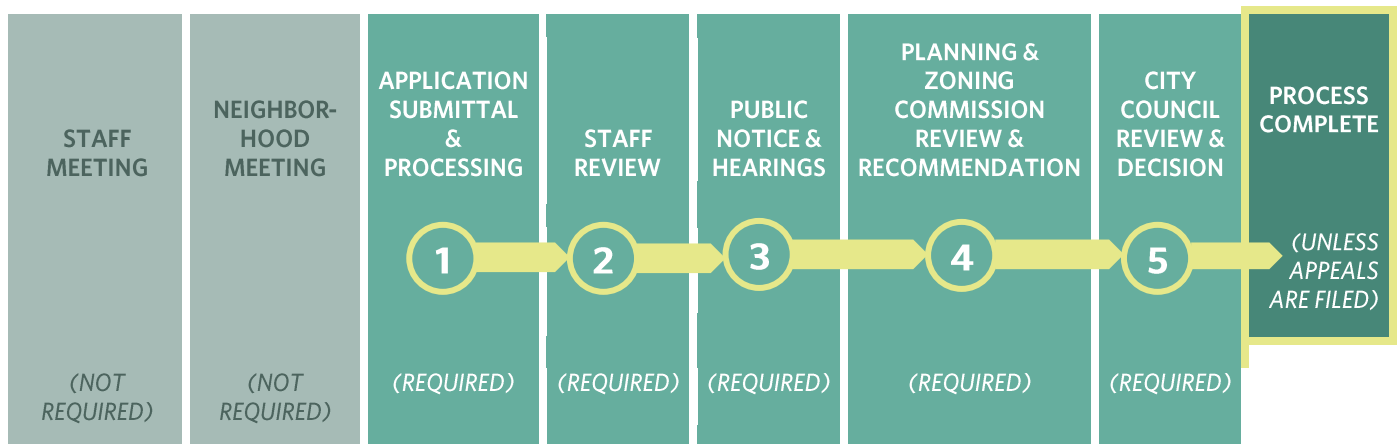 STAFF
MEETING
(NOT
REQUIRED)
NEIGHBOR-
HOOD
MEETING
(NOT
REQUIRED)
APPLICATION
SUBMITTAL
&
PROCESSING
1
(REQUIRED)
STAFF
REVIEW
2
(REQUIRED)
PUBLIC
NOTICE &
HEARINGS
3
(REQUIRED)
PLANNING &
ZONING
COMMISSION
REVIEW &
RECOMMENDATION
4
(REQUIRED)
CITY
COUNCIL
REVIEW &
DECISION
5
(REQUIRED)
PROCESS
COMPLETE
(UNLESS
APPEALS
ARE FILED)